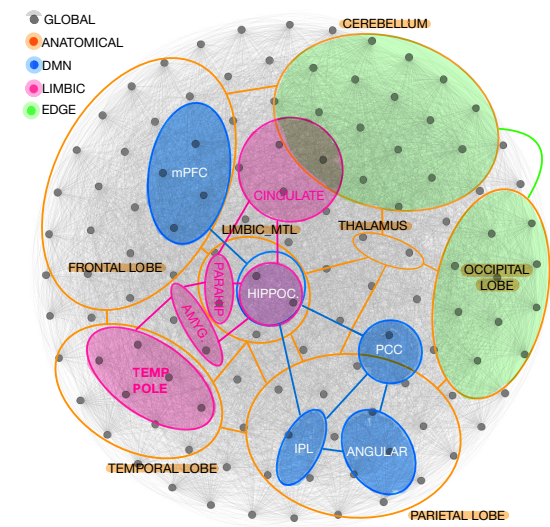 GLOBAL
ANATOMICAL
DMN
LIMBIC
EDGE
CEREBELLUM
mPFC
CINGULATE
LIMBIC_MTL
THALAMUS
FRONTAL LOBE
OCCIPITAL
LOBE
PARAHIP
HIPPOC.
AMYG.
PCC
TEMP
POLE
IPL
ANGULAR
TEMPORAL LOBE
PARIETAL LOBE